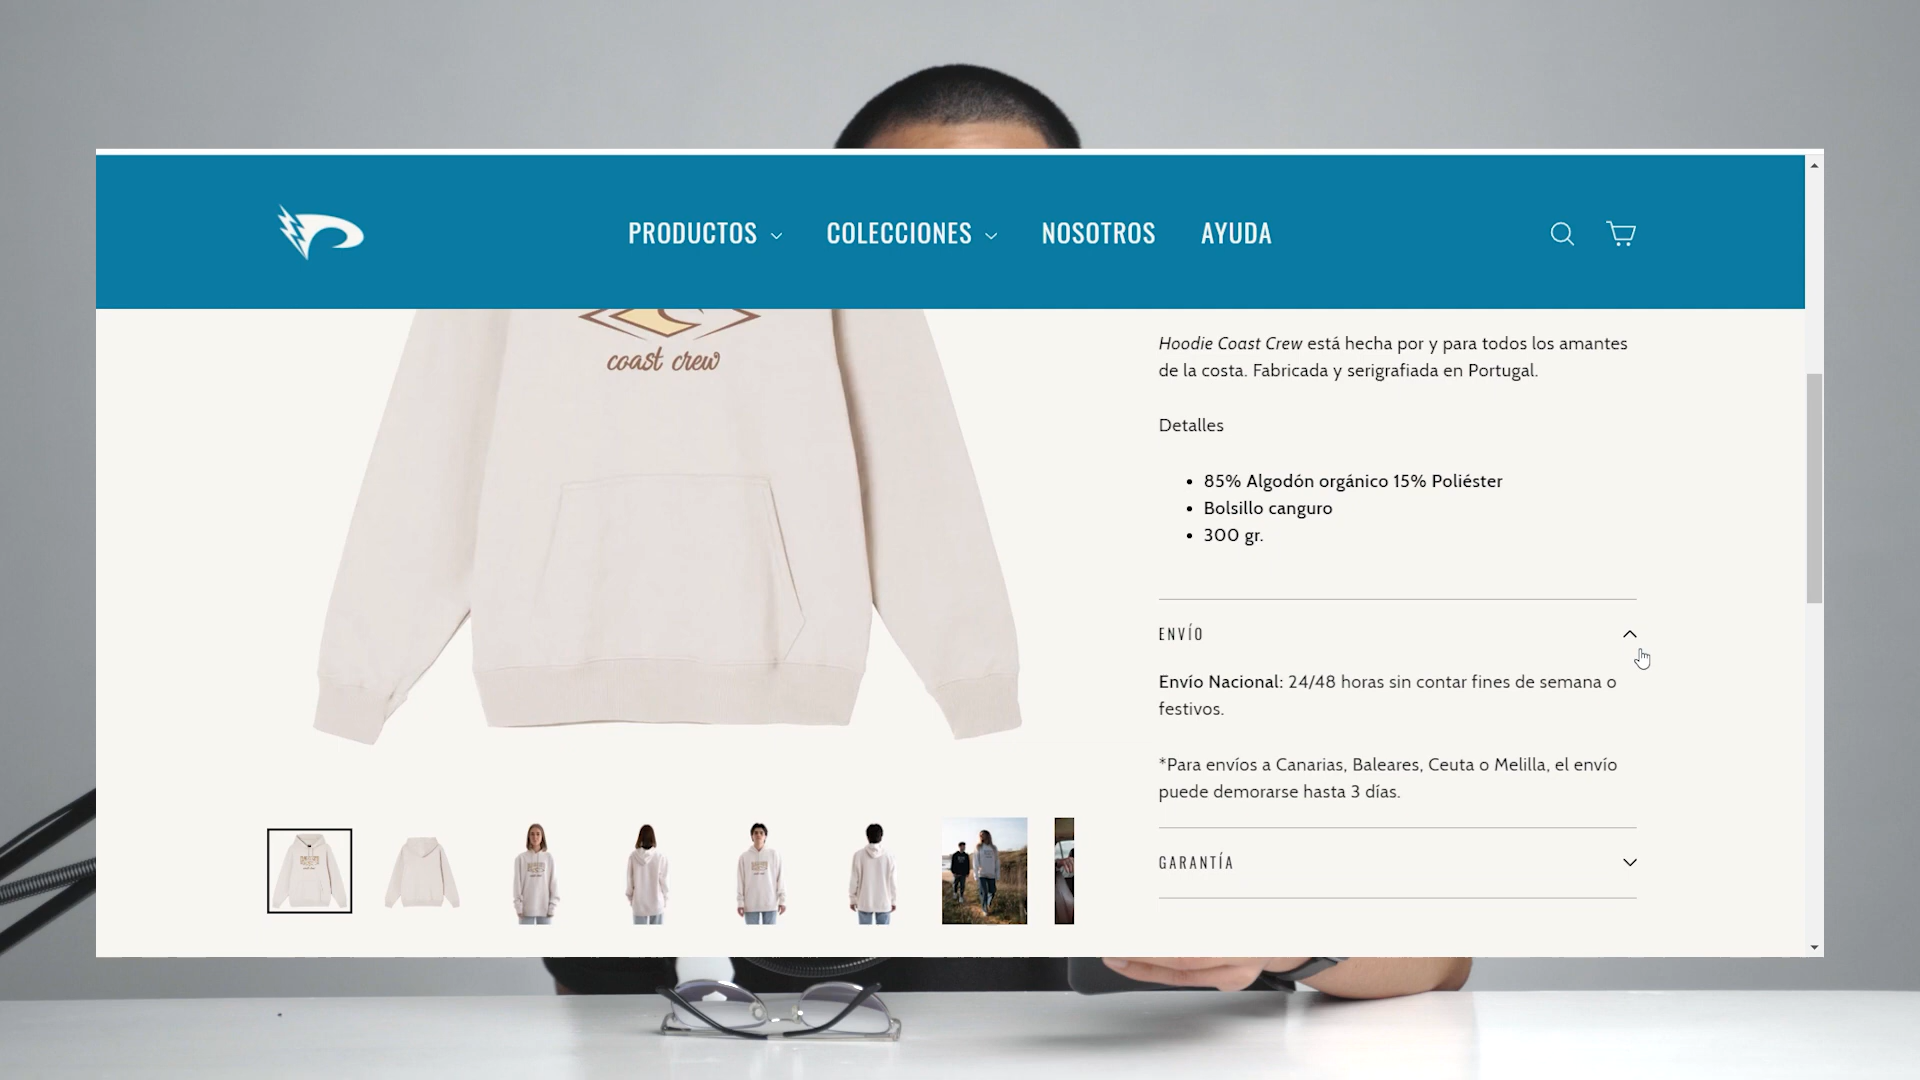 PRODUCTOS
COLECCIONES
NOSOTROS
AYUDA
coast crew
Hoodie Coast Crew está hecha por y para todos los amantes
de la costa. Fabricada y serigrafiada en Portugal.
Detalles
• 85% Algodón orgánico 15% Poliéster
• Bolsillo canguro
• 300 gr.
ENVÍO
Envío Nacional: 24/48 horas sin contar fines de semana o
festivos.
*Para envíos a Canarias, Baleares, Ceuta o Melilla, el envío
puede demorarse hasta 3 días.
GARANTÍA